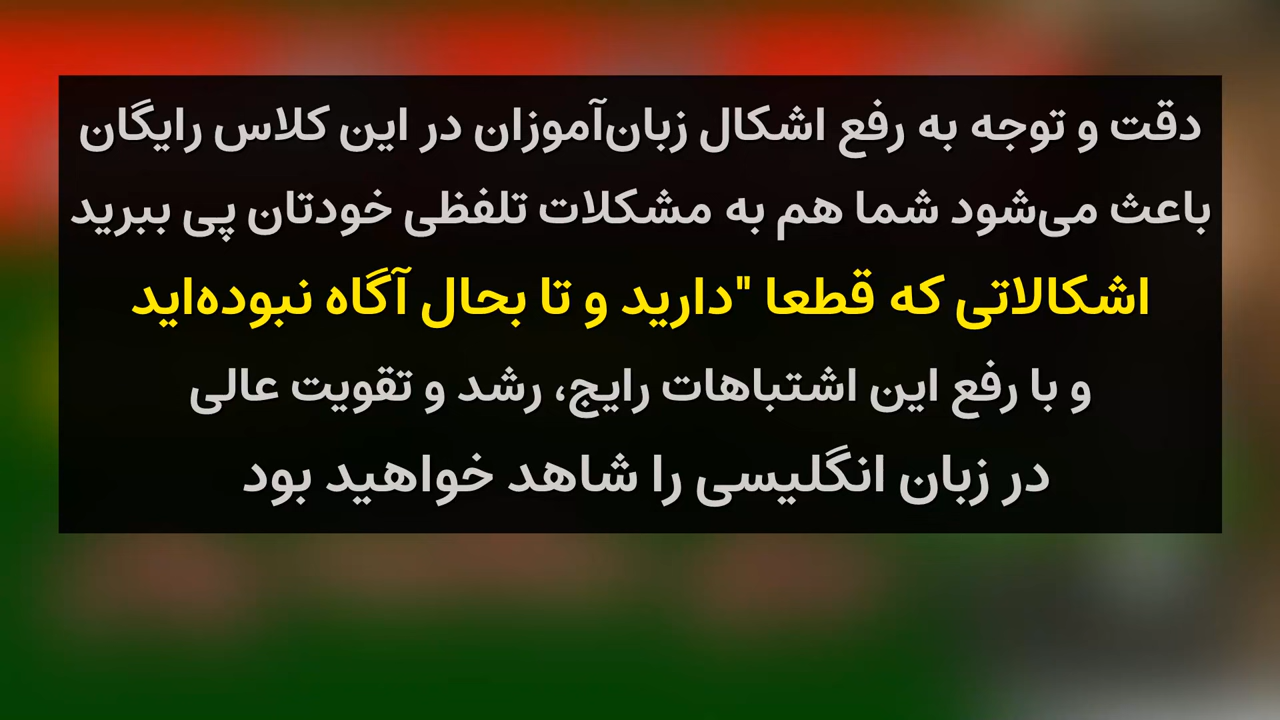 دقت و توجه به رفع اشکال زبان‌آموزان در این کلاس رایگان
باعث می‌شود شما هم به مشکلات تلفظی خودتان پی ببرید
اشکالاتی که قطعا "دارید و تا بحال آگاه نبوده‌اید
و با رفع این اشتباهات رایج، رشد و تقویت عالی
در زبان انگلیسی را شاهد خواهید بود